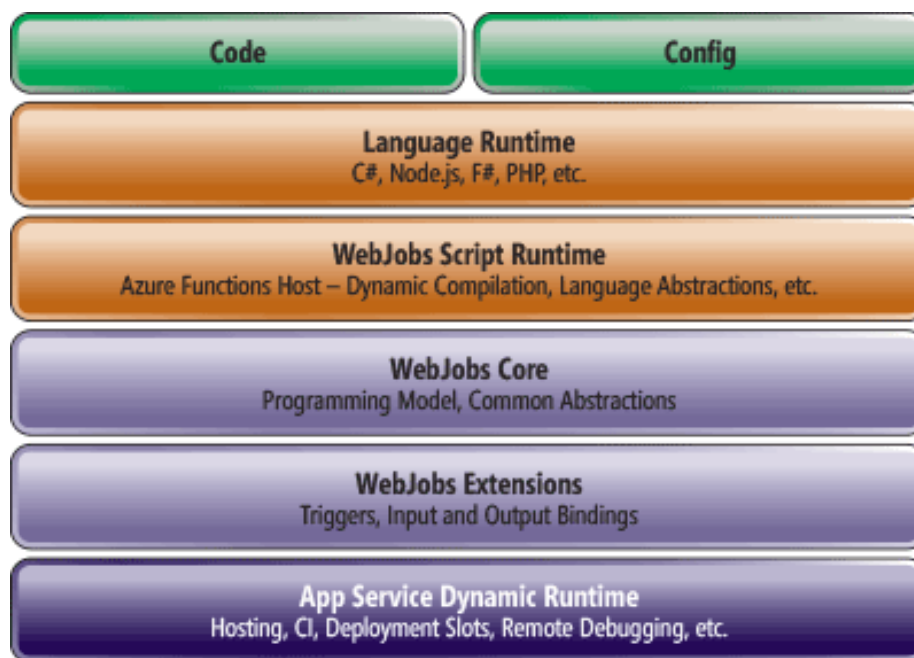 Code
Config
Language Runtime
C#, Node.js, F#, PHP, etc.
WebJobs Script Runtime
Azure Functions Host – Dynamic Compilation, Language Abstractions, etc.
WebJobs Core
Programming Model, Common Abstractions
WebJobs Extensions
Triggers, Input and Output Bindings
App Service Dynamic Runtime
Hosting, CI, Deployment Slots, Remote Debugging, etc.